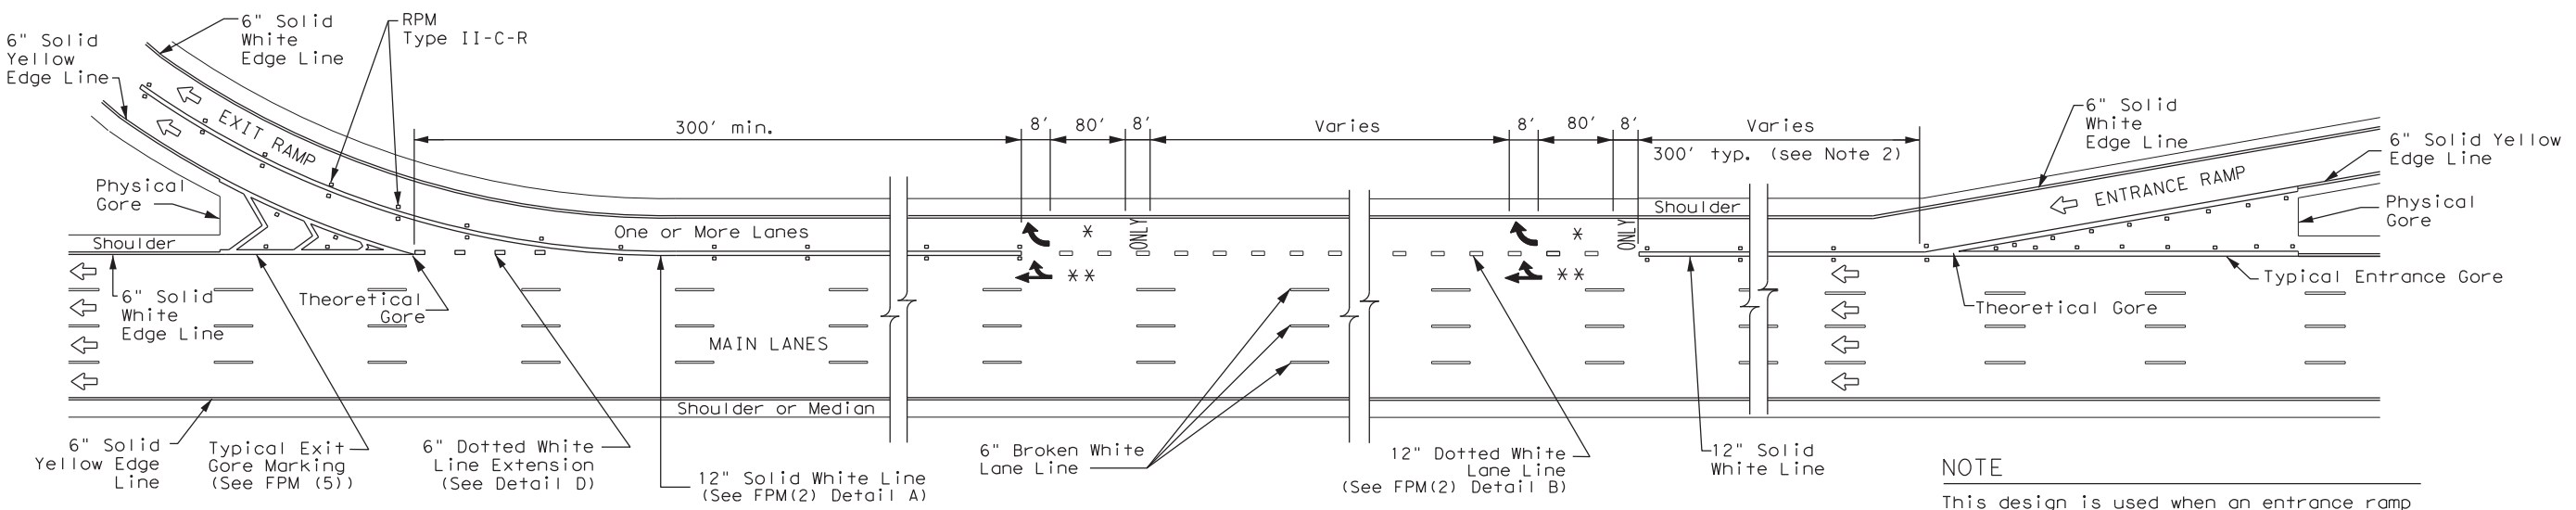 6" Solid
Yellow
Edge Line
6" Solid
White
Edge Line
RPM
Type II-C-R
EXIT RAMP
300' min.
8'
80'
8'
Varies
8'
80'
8'
Varies
300' typ. (see Note 2)
6" Solid
White
Edge Line
6" Solid Yellow
Edge Line
ENTRANCE RAMP
Physical
Gore
Physical
Gore
Shoulder
One or More Lanes
*
ONLY
*
ONLY
Shoulder
**
**
Typical Entrance Gore
Theoretical Gore
6" Solid
White
Edge Line
Theoretical
Gore
MAIN LANES
Shoulder or Median
6" Solid
Yellow Edge
Line
Typical Exit
Gore Marking
(See FPM (5))
6" Dotted White
Line Extension
(See Detail D)
12" Solid White Line
(See FPM(2) Detail A)
6" Broken White
Lane Line
12" Dotted White
Lane Line
(See FPM(2) Detail B)
12" Solid
White Line
NOTE
This design is used when an entrance ramp